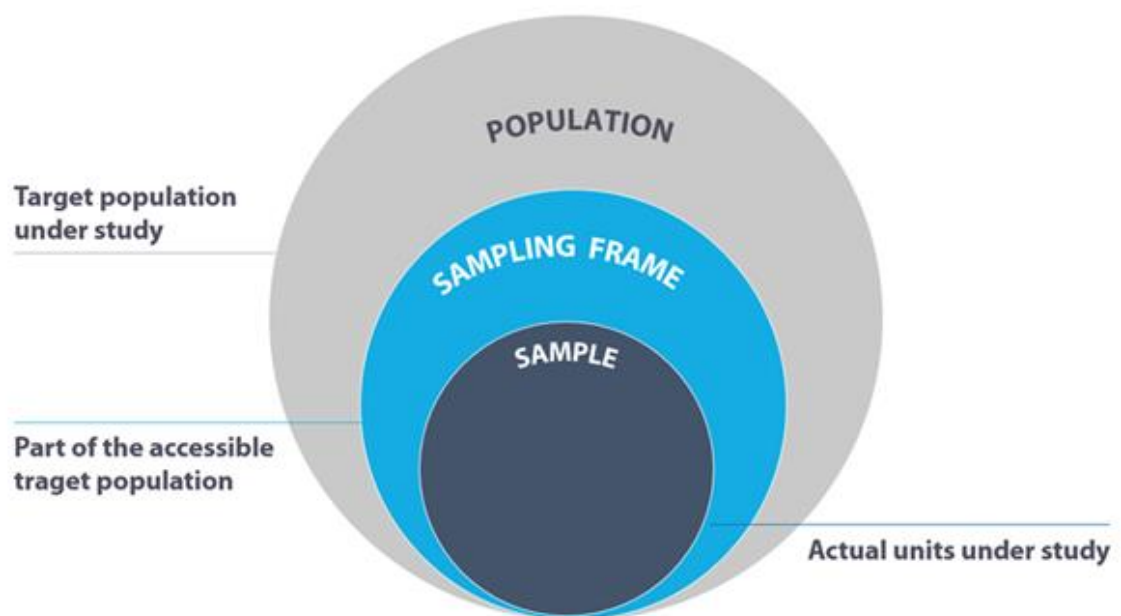 POPULATION
Target population
under study
SAMPLING FRAME
SAMPLE
Part of the accessible
traget population
Actual units under study